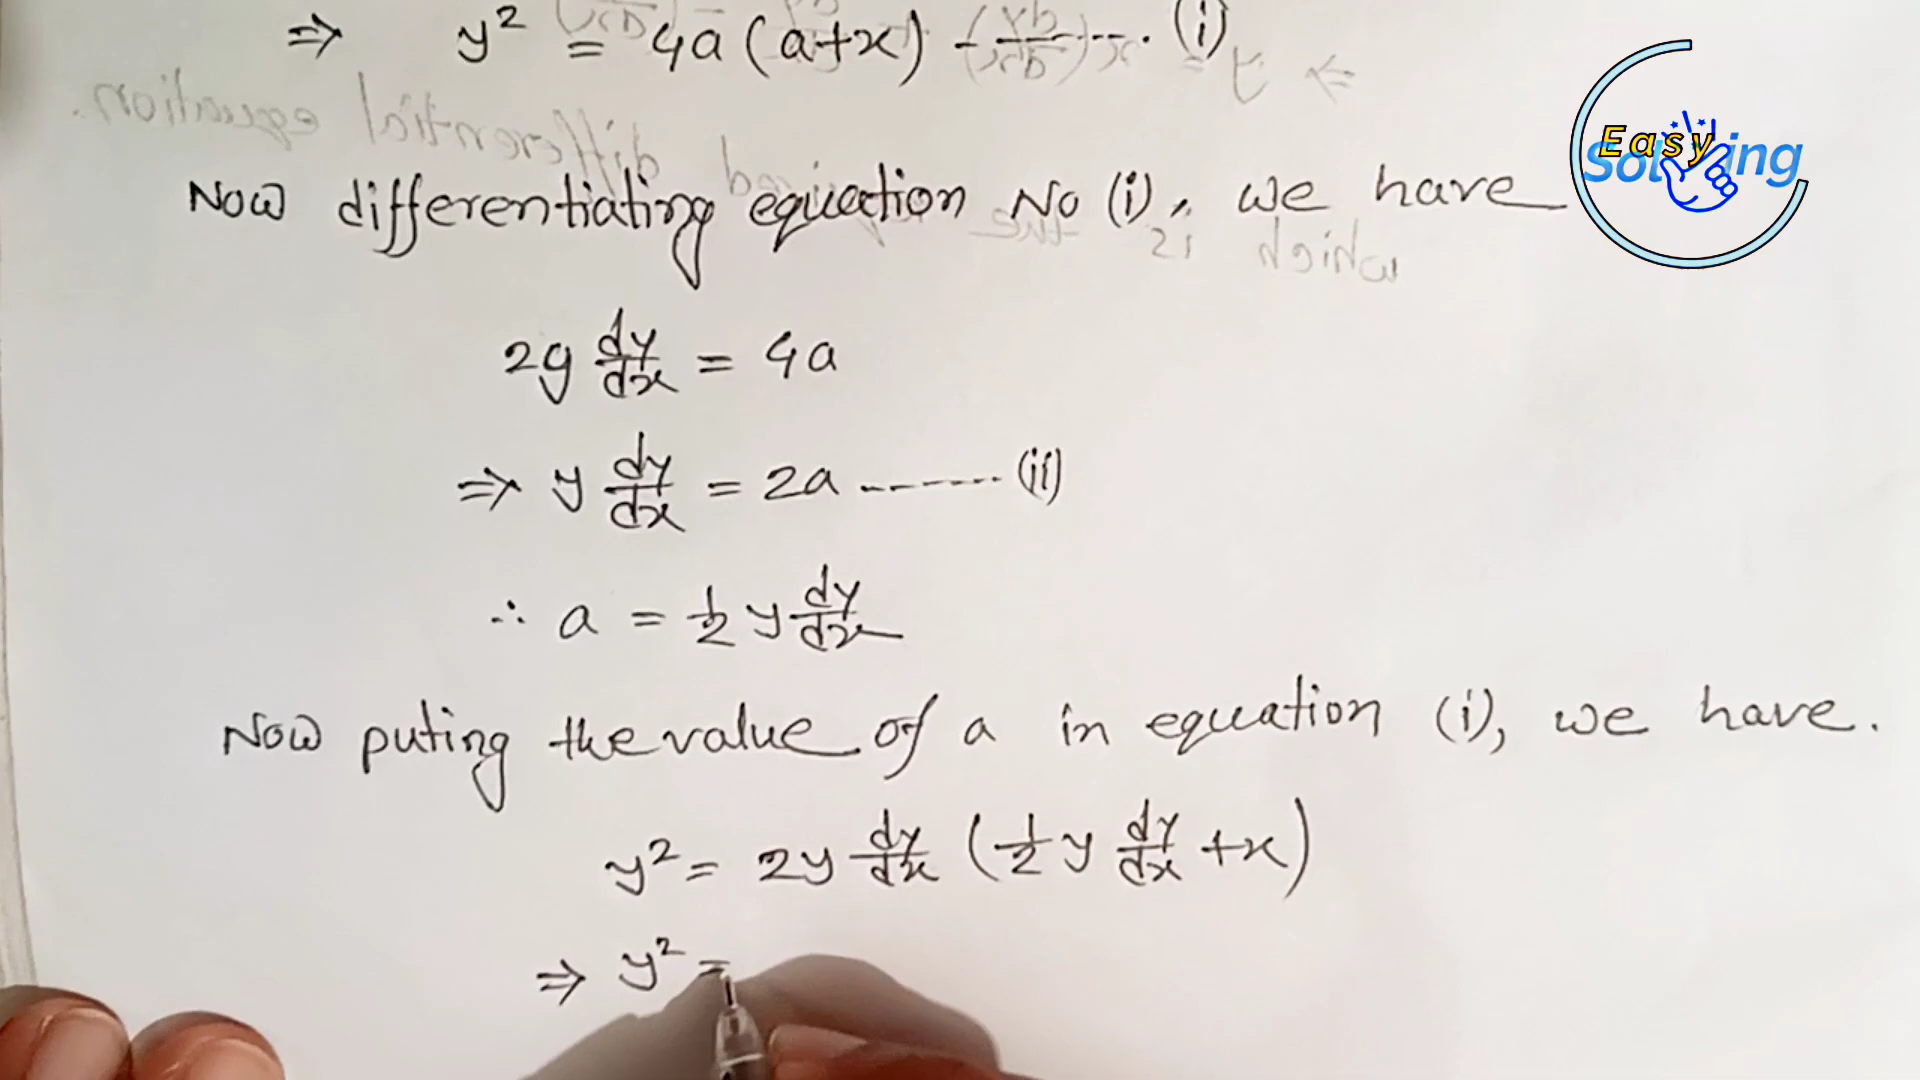 ⇒ y² = 4a (a+x) ------- (i)
Now differentiating equation No (i), we have
2y dy/dx = 4a
⇒ y dy/dx = 2a -------- (ii)
∴ a = 1/2 y dy/dx
Now puting the value of a in equation (i), we have.
y² = 2y dy/dx (1/2 y dy/dx + x)
⇒ y² =
Easy
Solving